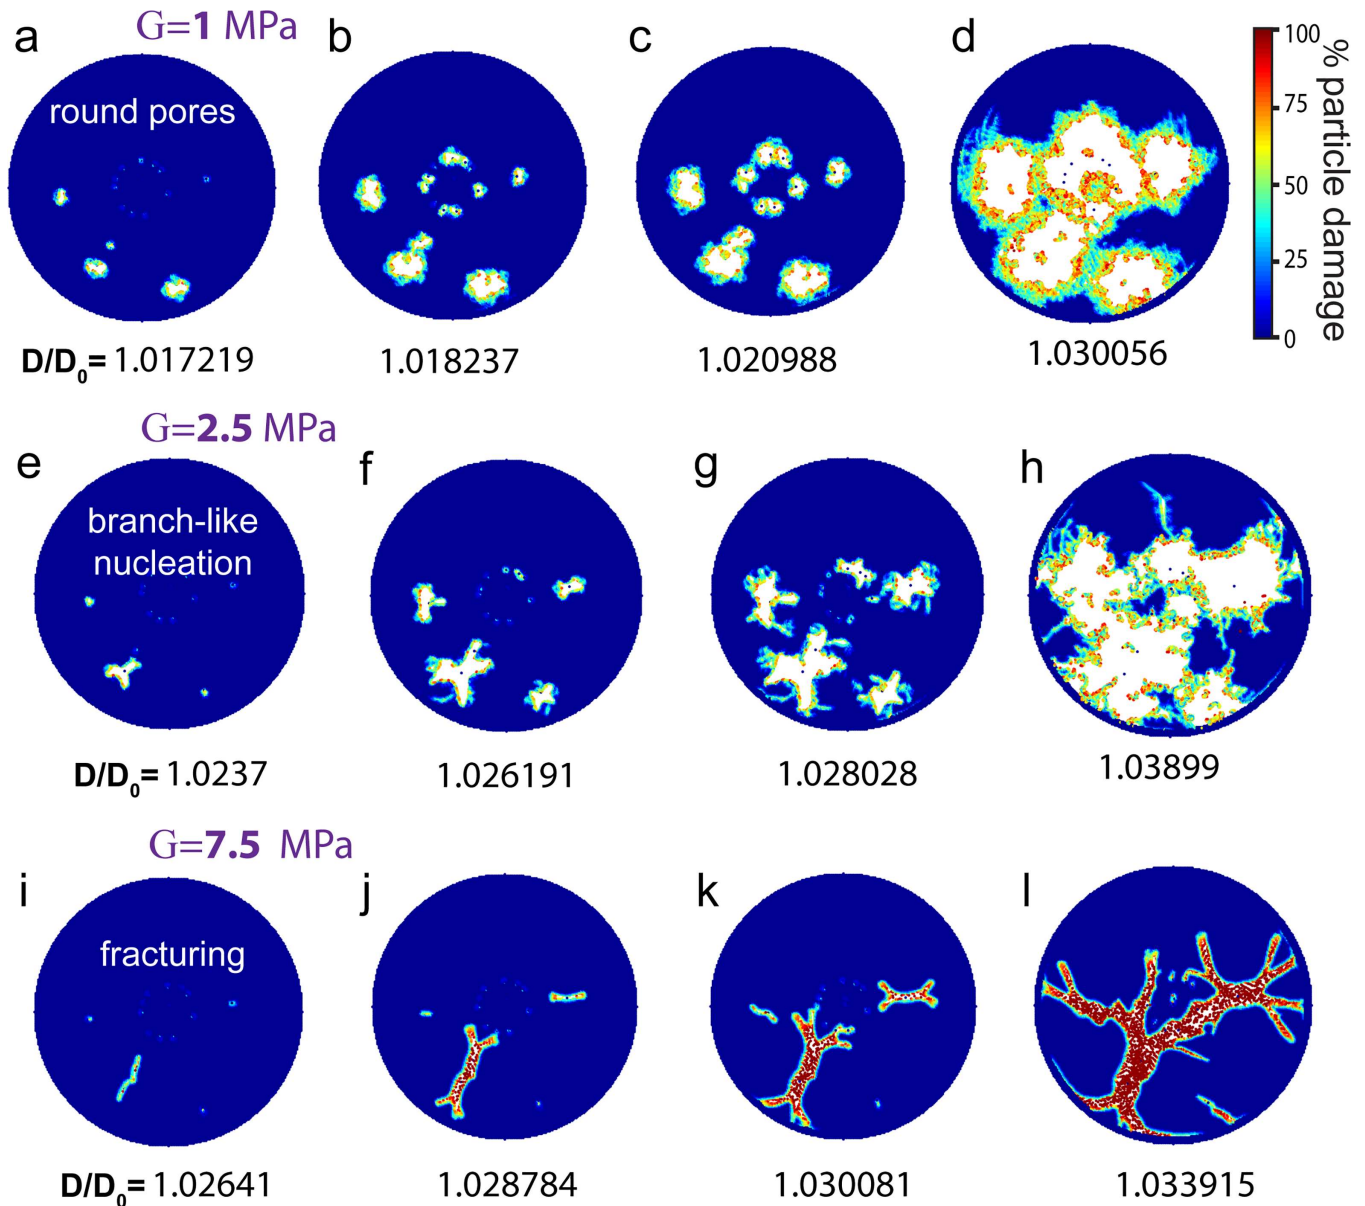 G=1 MPa
a b c d
round pores
100
75
50
25
0
% particle damage
D/D₀= 1.017219 1.018237 1.020988 1.030056
G=2.5 MPa
e f g h
branch-like
nucleation
D/D₀= 1.0237 1.026191 1.028028 1.03899
G=7.5 MPa
i j k l
fracturing
D/D₀= 1.02641 1.028784 1.030081 1.033915